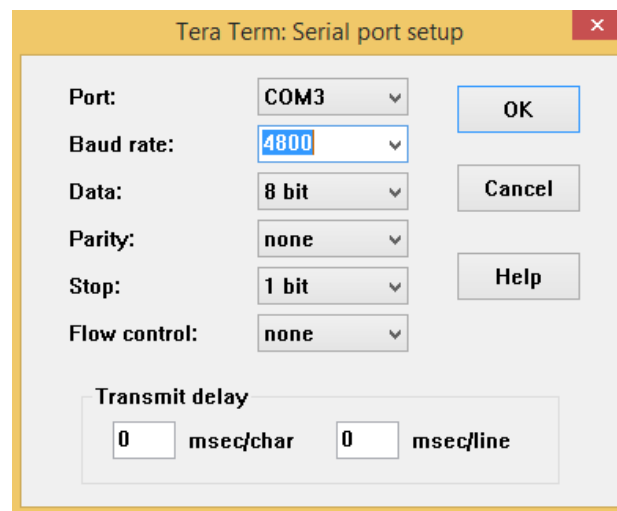 Tera Term: Serial port setup
Port: COM3 OK
Baud rate: 4800
Data: 8 bit Cancel
Parity: none
Stop: 1 bit Help
Flow control: none
Transmit delay
0 msec/char 0 msec/line